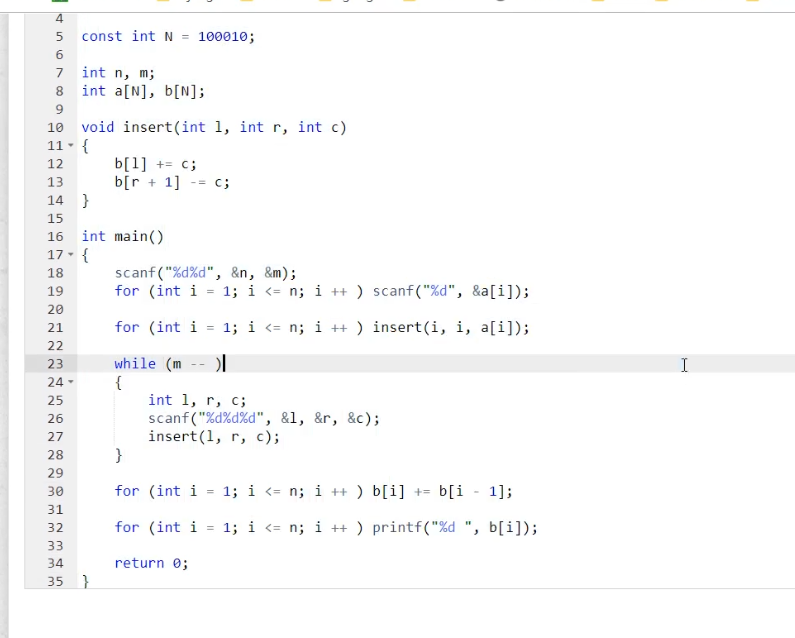 4
5 const int N = 100010;
6
7 int n, m;
8 int a[N], b[N];
9
10 void insert(int l, int r, int c)
11 {
12 b[l] += c;
13 b[r + 1] -= c;
14 }
15
16 int main()
17 {
18 scanf("%d%d", &n, &m);
19 for (int i = 1; i <= n; i ++ ) scanf("%d", &a[i]);
20
21 for (int i = 1; i <= n; i ++ ) insert(i, i, a[i]);
22
23 while (m -- )
24 {
25 int l, r, c;
26 scanf("%d%d%d", &l, &r, &c);
27 insert(l, r, c);
28 }
29
30 for (int i = 1; i <= n; i ++ ) b[i] += b[i - 1];
31
32 for (int i = 1; i <= n; i ++ ) printf("%d ", b[i]);
33
34 return 0;
35 }